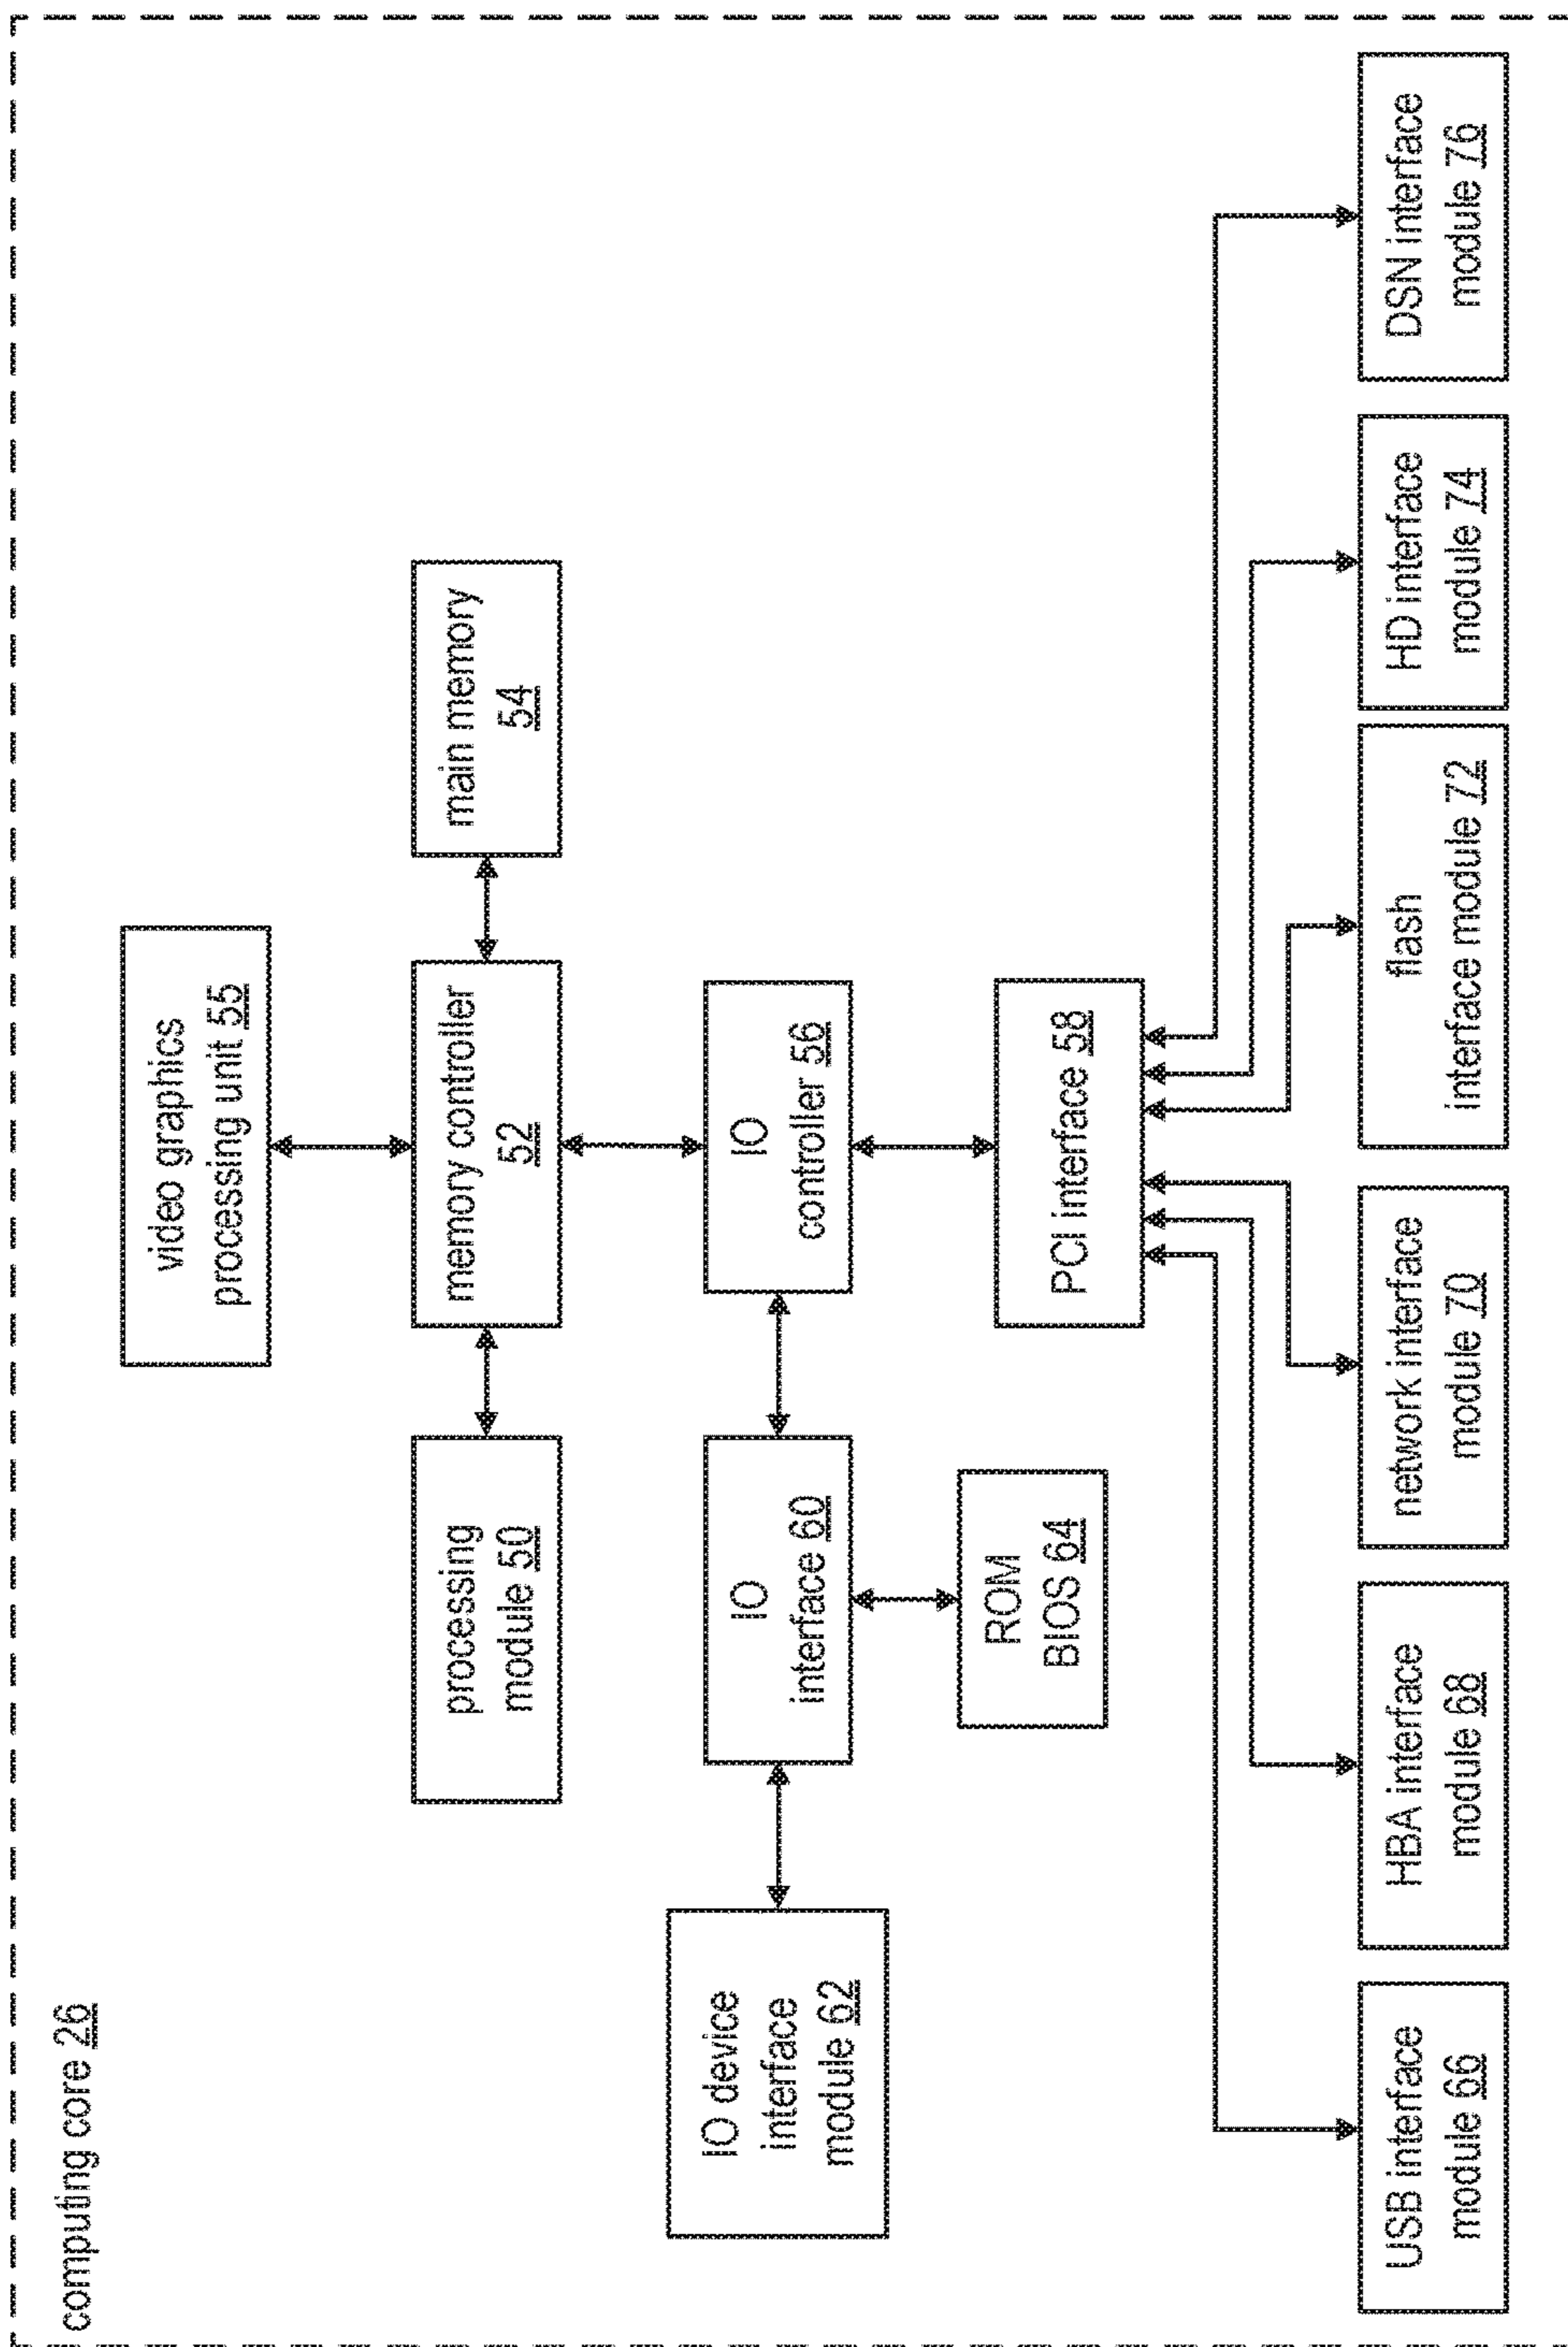 computing core 26
video graphics
processing unit 55
processing
module 50
memory controller
52
main memory
54
IO device
interface
module 62
IO
interface 60
IO
controller 56
ROM
BIOS 64
PCI interface 58
USB interface
module 66
HBA interface
module 68
network interface
module 70
flash
interface module 72
HD interface
module 74
DSN interface
module 76